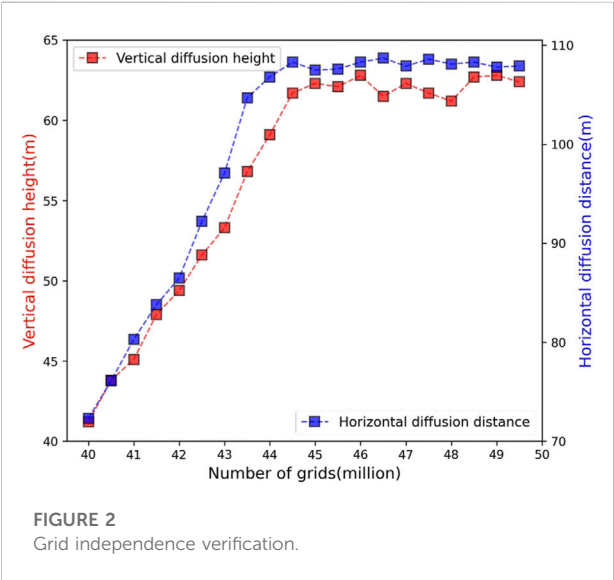 65
60
55
50
45
40
Vertical diffusion height(m)
Vertical diffusion height
110
100
90
80
70
Horizontal diffusion distance(m)
Horizontal diffusion distance
40 41 42 43 44 45 46 47 48 49 50
Number of grids(million)
FIGURE 2
Grid independence verification.